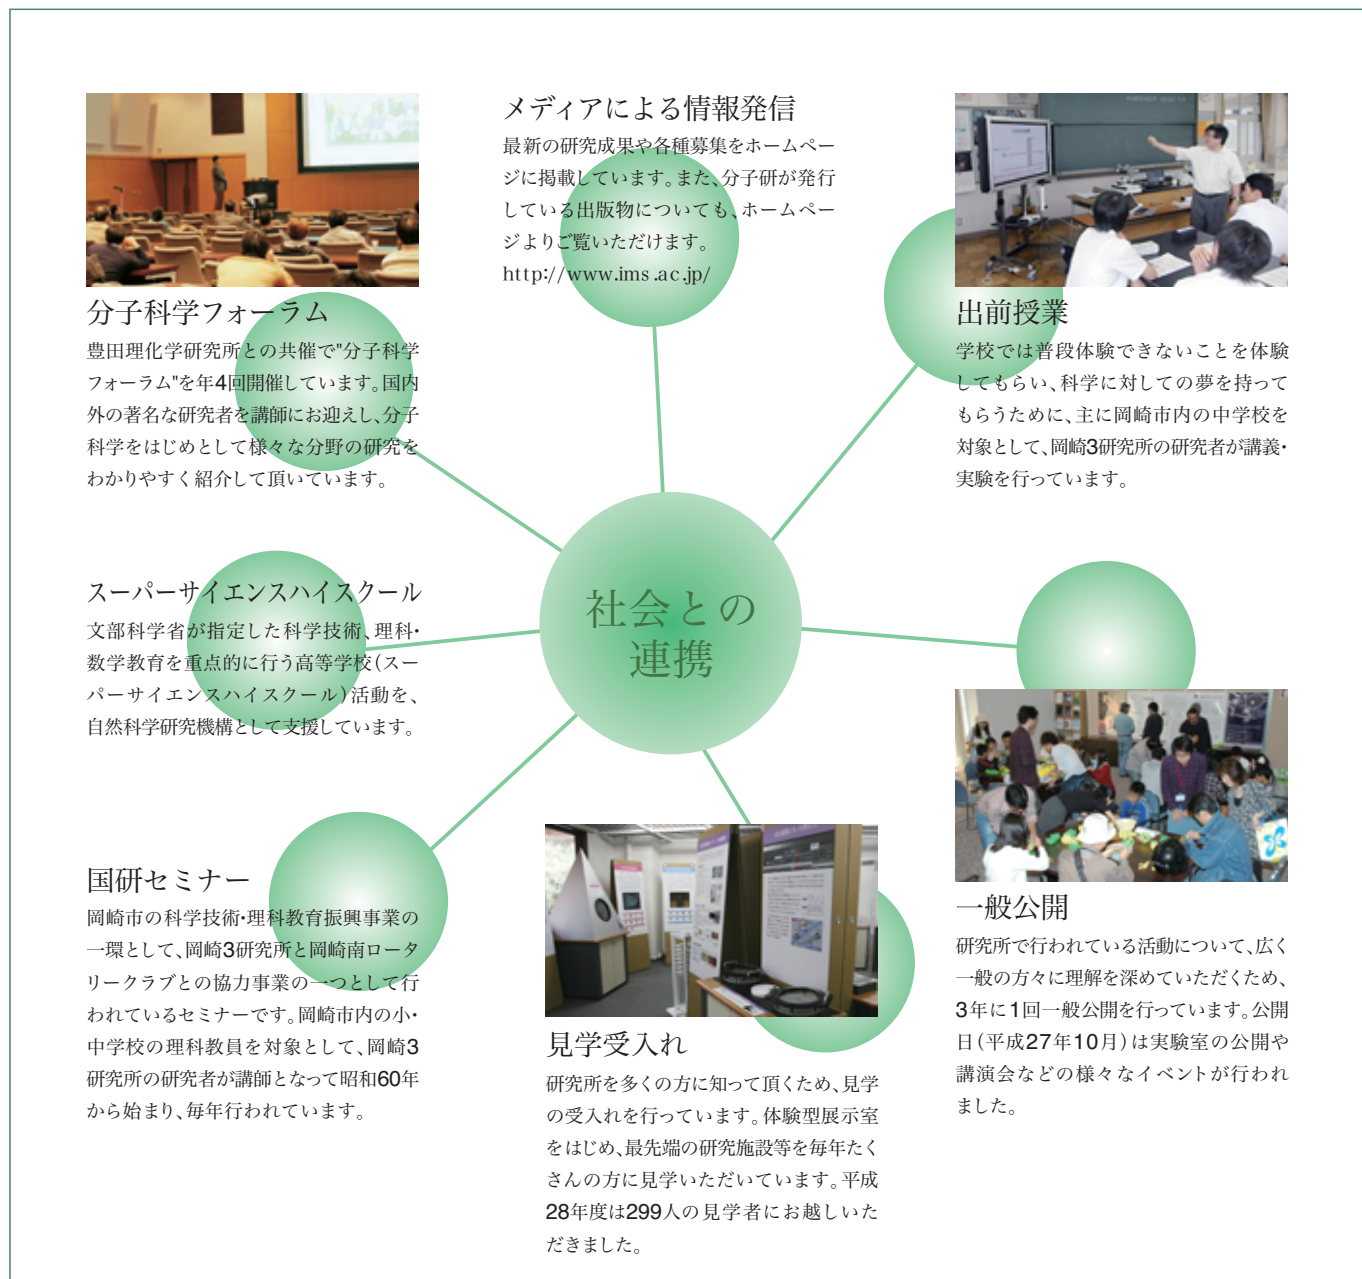 メディアによる情報発信
最新の研究成果や各種募集をホームペー
ジに掲載しています。また、分子研が発行
している出版物についても、ホームペー
ジよりご覧いただけます。
http://www.ims.ac.jp/
分子科学フォーラム
豊田理化学研究所との共催で"分子科学
フォーラム"を年4回開催しています。国内
外の著名な研究者を講師にお迎えし、分子
科学をはじめとして様々な分野の研究を
わかりやすく紹介して頂いています。
出前授業
学校では普段体験できないことを体験
してもらい、科学に対しての夢を持って
もらうために、主に岡崎市内の中学校を
対象として、岡崎3研究所の研究者が講義・
実験を行っています。
社会との
連携
スーパーサイエンスハイスクール
文部科学省が指定した科学技術、理科・
数学教育を重点的に行う高等学校(スー
パーサイエンスハイスクール)活動を、
自然科学研究機構として支援しています。
国研セミナー
岡崎市の科学技術・理科教育振興事業の
一環として、岡崎3研究所と岡崎南ロータ
リークラブとの協力事業の一つとして行
われているセミナーです。岡崎市内の小・
中学校の理科教員を対象として、岡崎3
研究所の研究者が講師となって昭和60年
から始まり、毎年行われています。
見学受入れ
研究所を多くの方に知って頂くため、見学
の受入れを行っています。体験型展示室
をはじめ、最先端の研究施設等を毎年たく
さんの方に見学いただいています。平成
28年度は299人の見学者にお越しいた
だきました。
一般公開
研究所で行われている活動について、広く
一般の方々に理解を深めていただくため、
3年に1回一般公開を行っています。公開
日(平成27年10月)は実験室の公開や
講演会などの様々なイベントが行われ
ました。